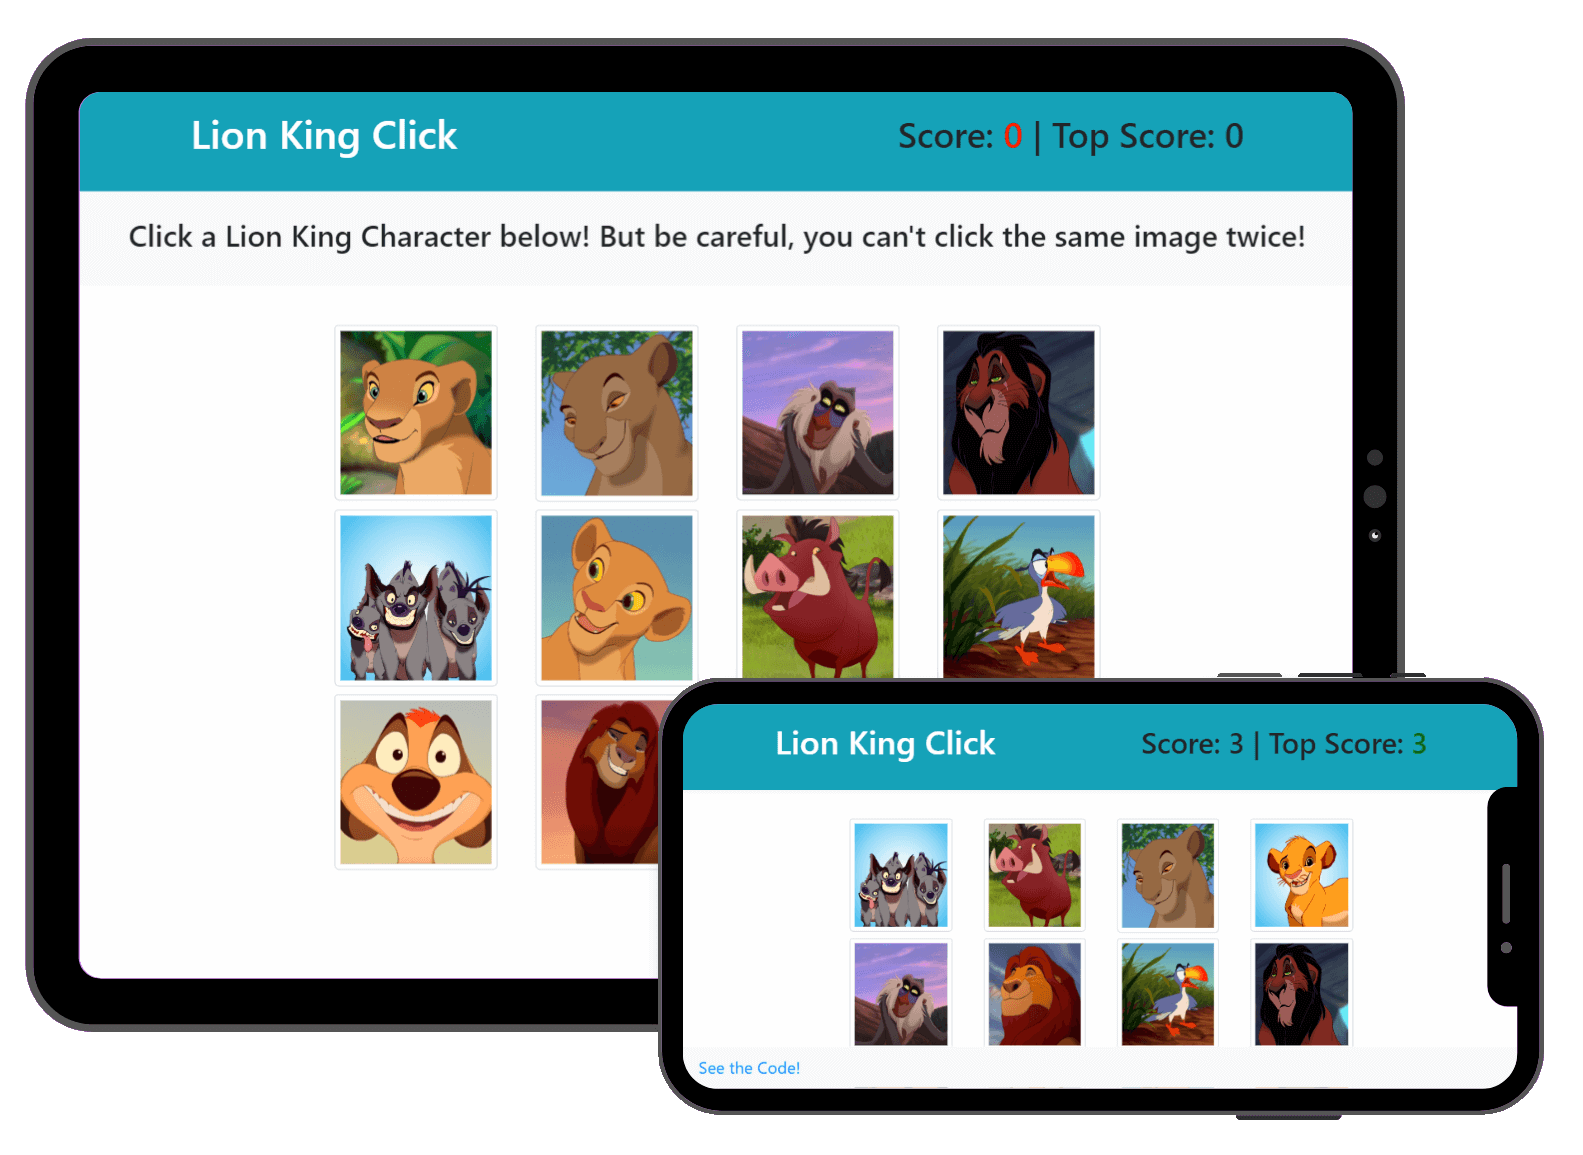 Lion King Click
Score: 0 | Top Score: 0
Click a Lion King Character below! But be careful, you can't click the same image twice!
Lion King Click
Score: 3 | Top Score: 3
See the Code!